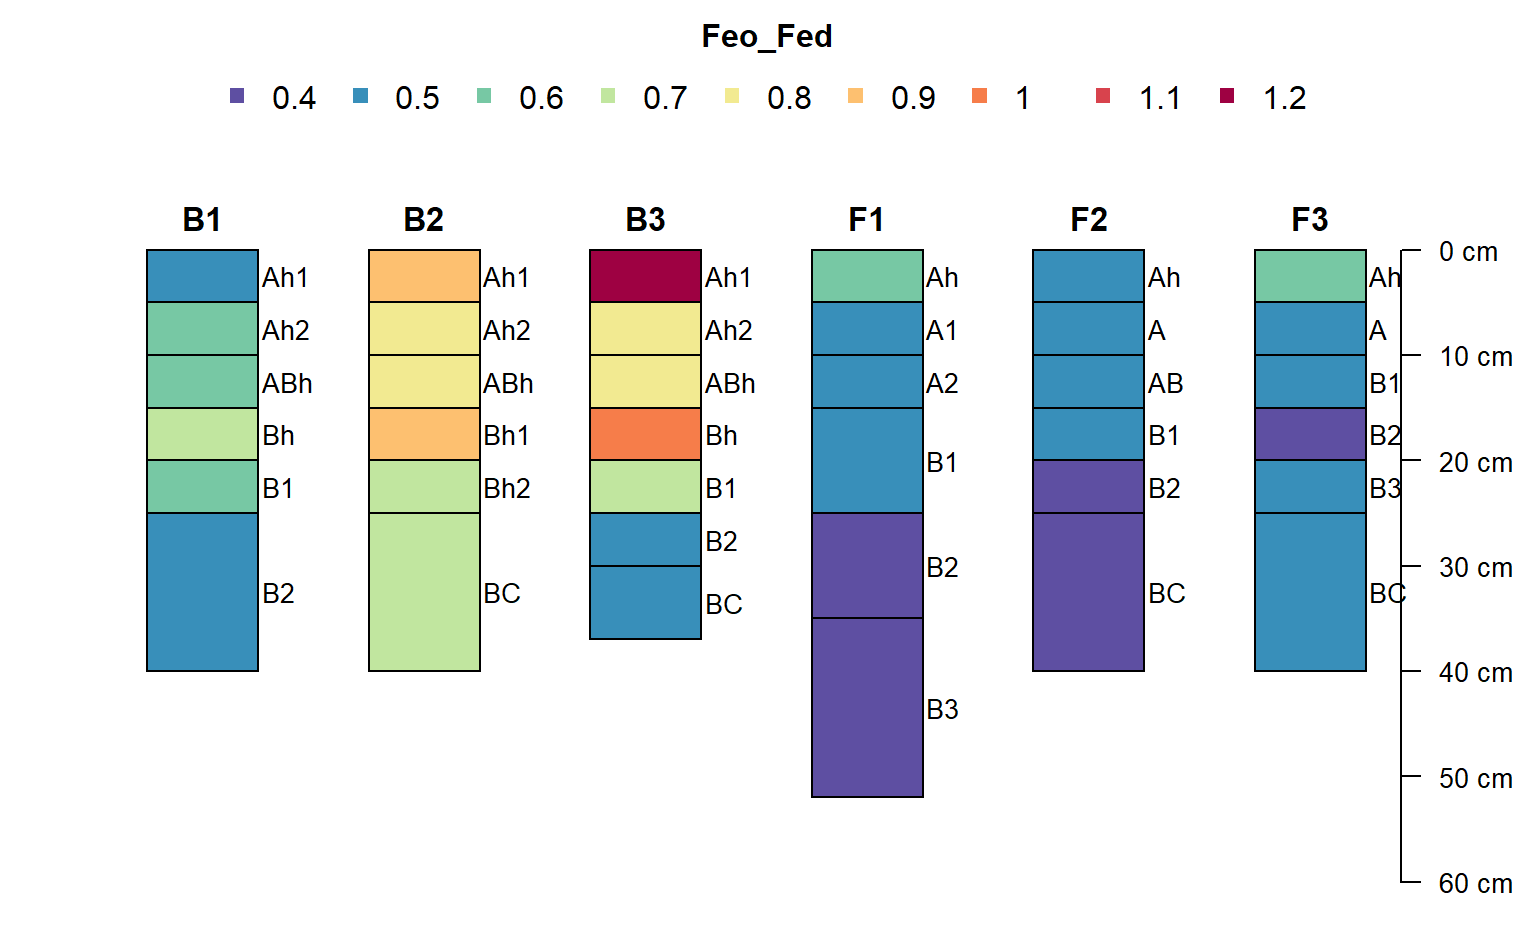 Feo_Fed
0.4 0.5 0.6 0.7 0.8 0.9 1 1.1 1.2
B1 B2 B3 F1 F2 F3
0 cm
Ah1 Ah1 Ah1 Ah Ah Ah
Ah2 Ah2 Ah2 A1 A A
10 cm
ABh ABh ABh A2 AB B1
Bh Bh1 Bh B1 B2
B1
20 cm
B1 Bh2 B1 B2 B3
B2
30 cm
B2
B2 BC BC BC
BC
40 cm
B3
50 cm
60 cm